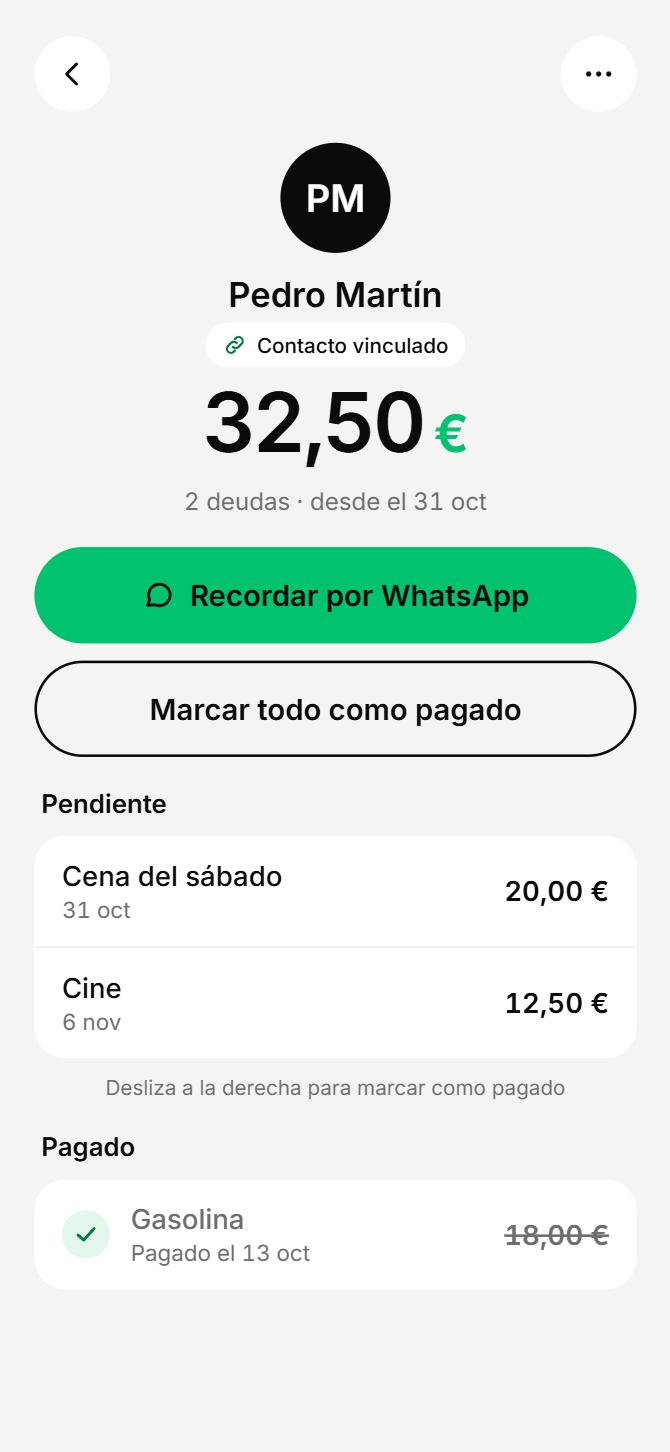 PM
Pedro Martín
Contacto vinculado
32,50 €
2 deudas · desde el 31 oct
Recordar por WhatsApp
Marcar todo como pagado
Pendiente
Cena del sábado
31 oct
20,00 €
Cine
6 nov
12,50 €
Desliza a la derecha para marcar como pagado
Pagado
Gasolina
Pagado el 13 oct
18,00 €